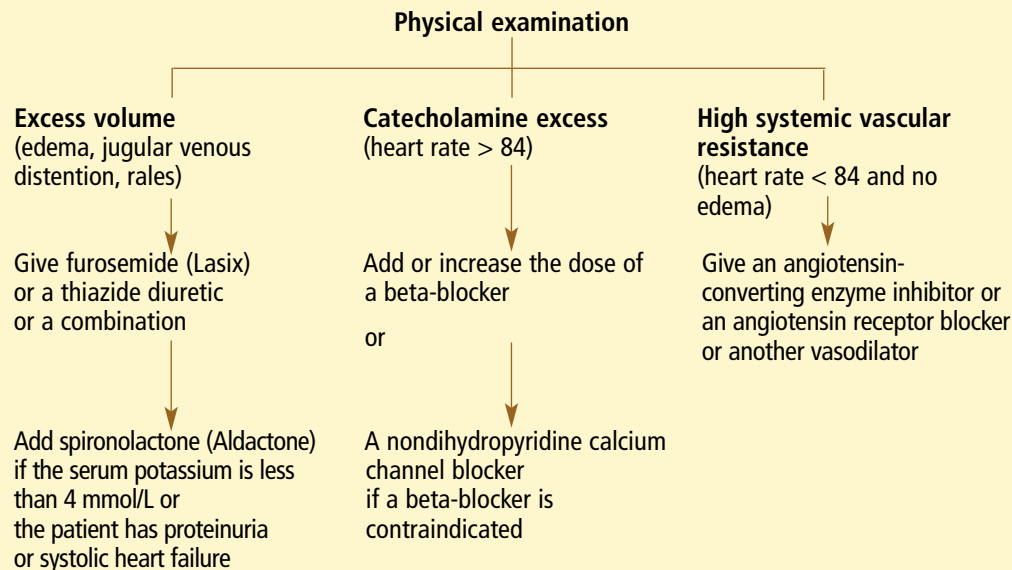 Physical examination
Excess volume
(edema, jugular venous
distention, rales)
Give furosemide (Lasix)
or a thiazide diuretic
or a combination
Add spironolactone (Aldactone)
if the serum potassium is less
than 4 mmol/L or
the patient has proteinuria
or systolic heart failure
Catecholamine excess
(heart rate > 84)
Add or increase the dose of
a beta-blocker
or
A nondihydropyridine calcium
channel blocker
if a beta-blocker is
contraindicated
High systemic vascular
resistance
(heart rate < 84 and no
edema)
Give an angiotensin-
converting enzyme inhibitor or
an angiotensin receptor blocker
or another vasodilator